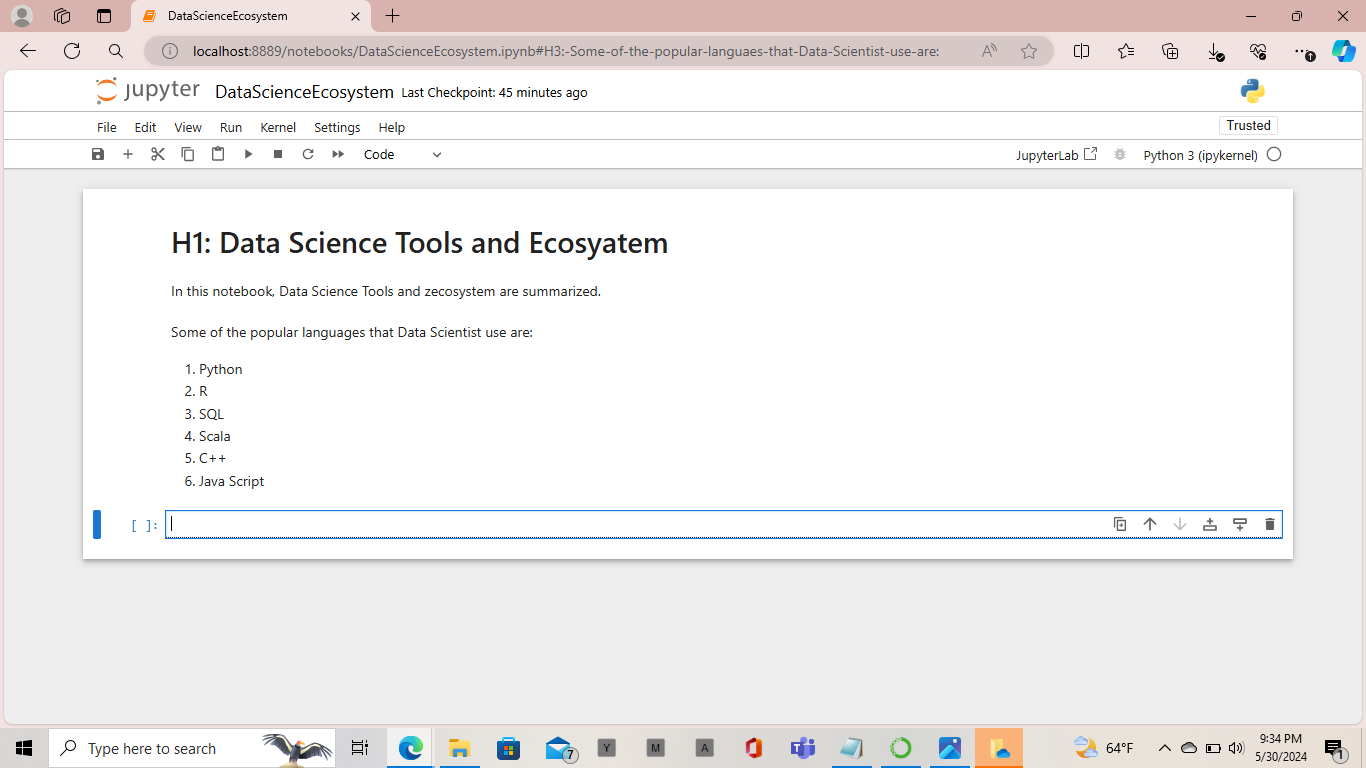 DataScienceEcosystem
localhost:8889/notebooks/DataScienceEcosystem.ipynb#H3:-Some-of-the-popular-languaes-that-Data-Scientist-use-are:
jupyter DataScienceEcosystem Last Checkpoint: 45 minutes ago
File Edit View Run Kernel Settings Help
Trusted
Code
JupyterLab Python 3 (ipykernel)
H1: Data Science Tools and Ecosyatem
In this notebook, Data Science Tools and zecosystem are summarized.
Some of the popular languages that Data Scientist use are:
1. Python
2. R
3. SQL
4. Scala
5. C++
6. Java Script
[ ]:
Type here to search
7
Y
M
A
64°F
9:34 PM
5/30/2024
1